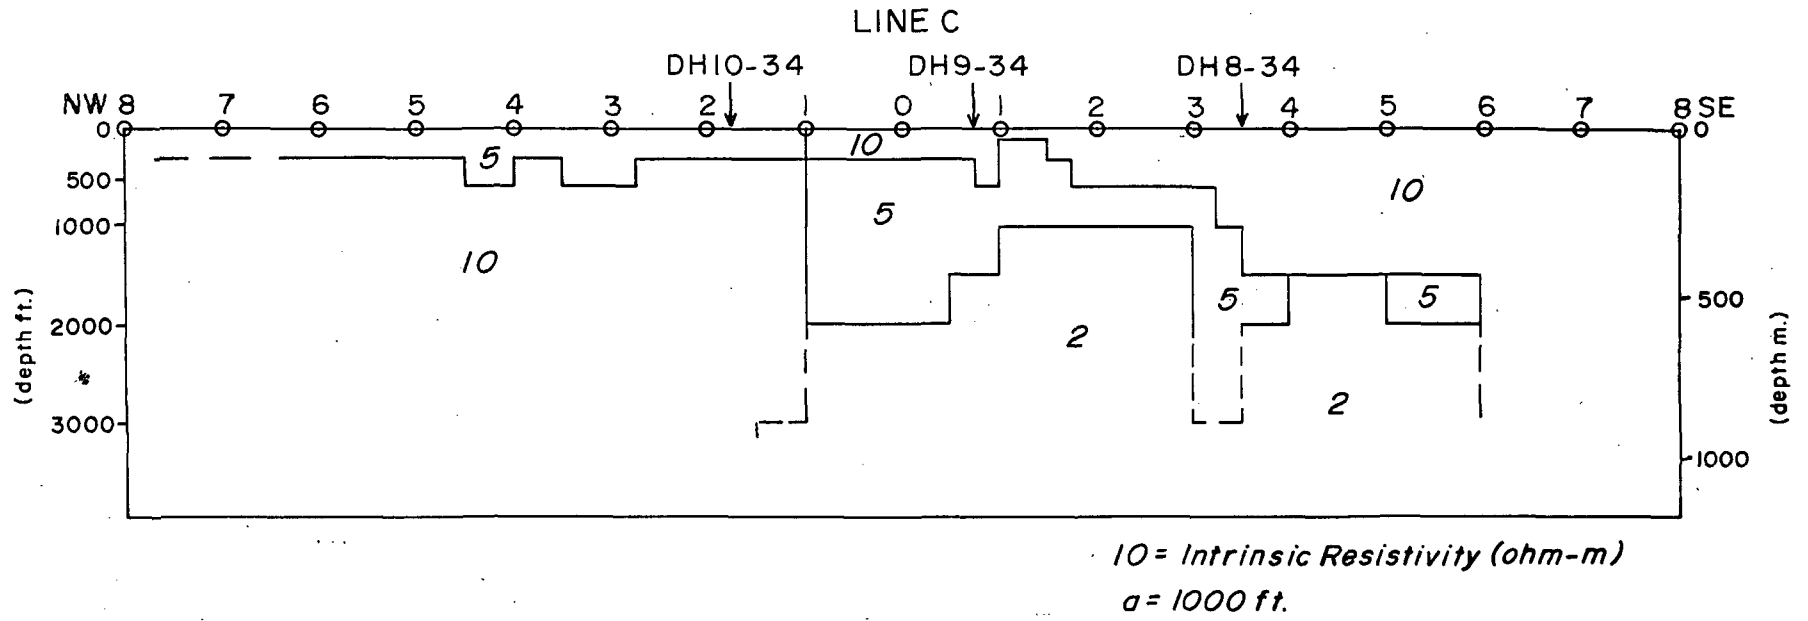 LINE C
DH10-34 DH9-34 DH8-34
NW 8 7 6 5 4 3 2 1 0 1 2 3 4 5 6 7 8 SE
0 0
10
5
500
10
5
1000
10
5 5 500
2000
2
(depth ft.) (depth m.)
2
3000
1000
10 = Intrinsic Resistivity (ohm-m)
a = 1000 ft.